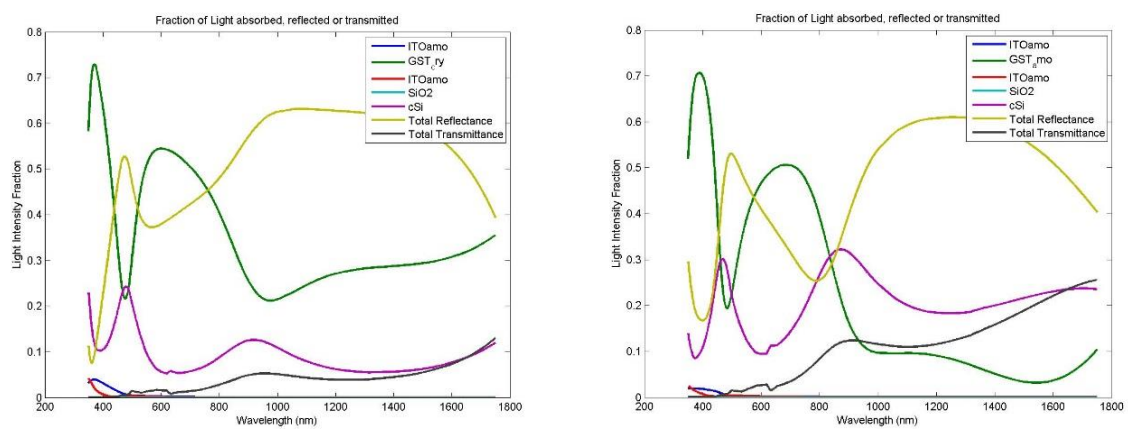 Fraction of Light absorbed, reflected or transmitted
0.8
0.7
0.6
0.5
0.4
0.3
0.2
0.1
0
Light Intensity Fraction
ITOamo
GST_cry
ITOamo
SiO2
cSi
Total Reflectance
Total Transmittance
200 400 600 800 1000 1200 1400 1600 1800
Wavelength (nm)
Fraction of Light absorbed, reflected or transmitted
0.8
0.7
0.6
0.5
0.4
0.3
0.2
0.1
0
Light Intensity Fraction
ITOamo
GST_amo
ITOamo
SiO2
cSi
Total Reflectance
Total Transmittance
200 400 600 800 1000 1200 1400 1600 1800
Wavelength (nm)